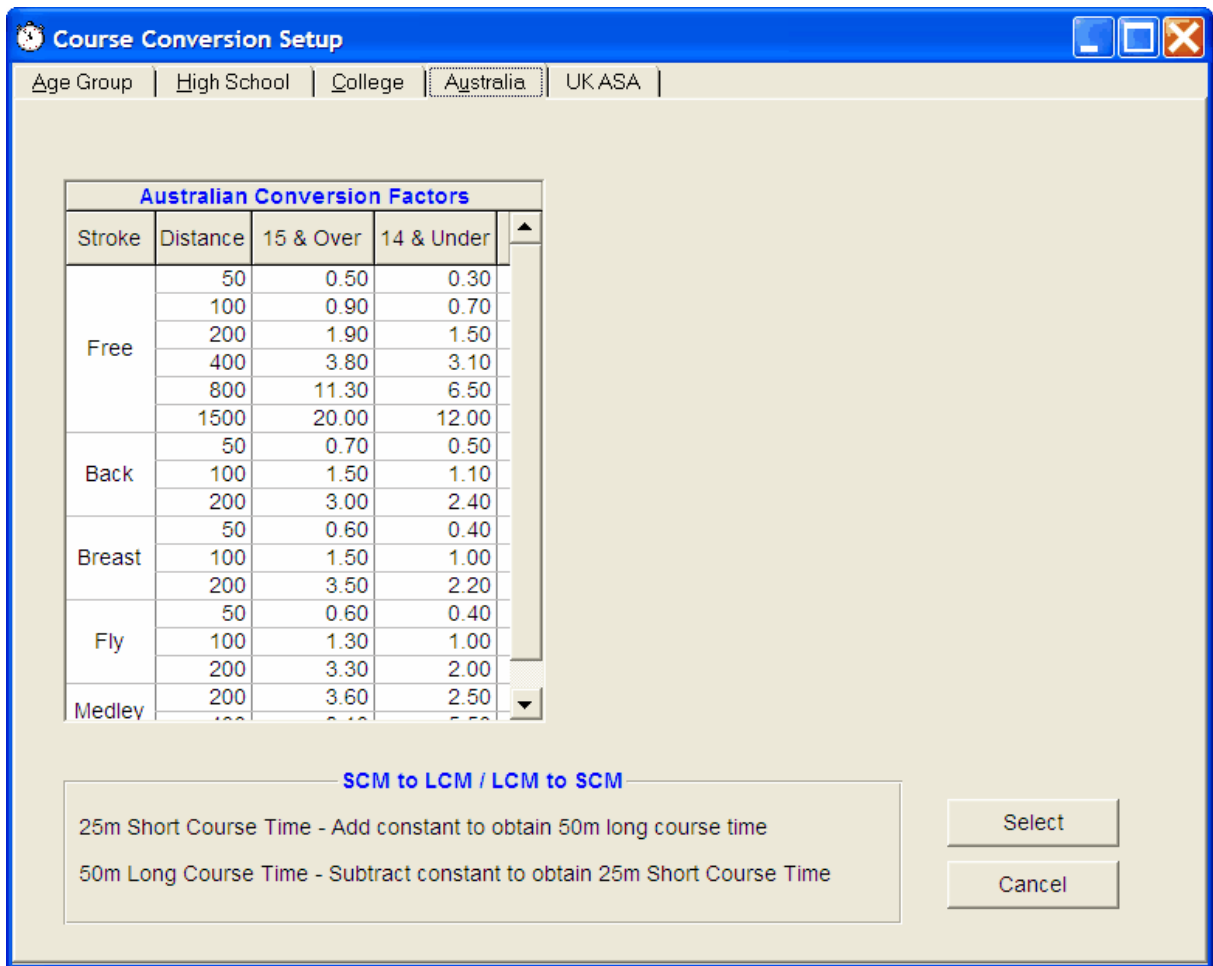 Course Conversion Setup
Age Group High School College Australia UK ASA
Australian Conversion Factors
Stroke Distance 15 & Over 14 & Under
Free
50 0.50 0.30
100 0.90 0.70
200 1.90 1.50
400 3.80 3.10
800 11.30 6.50
1500 20.00 12.00
Back
50 0.70 0.50
100 1.50 1.10
200 3.00 2.40
Breast
50 0.60 0.40
100 1.50 1.00
200 3.50 2.20
Fly
50 0.60 0.40
100 1.30 1.00
200 3.30 2.00
Medley
200 3.60 2.50
SCM to LCM / LCM to SCM
25m Short Course Time - Add constant to obtain 50m long course time
50m Long Course Time - Subtract constant to obtain 25m Short Course Time
Select
Cancel